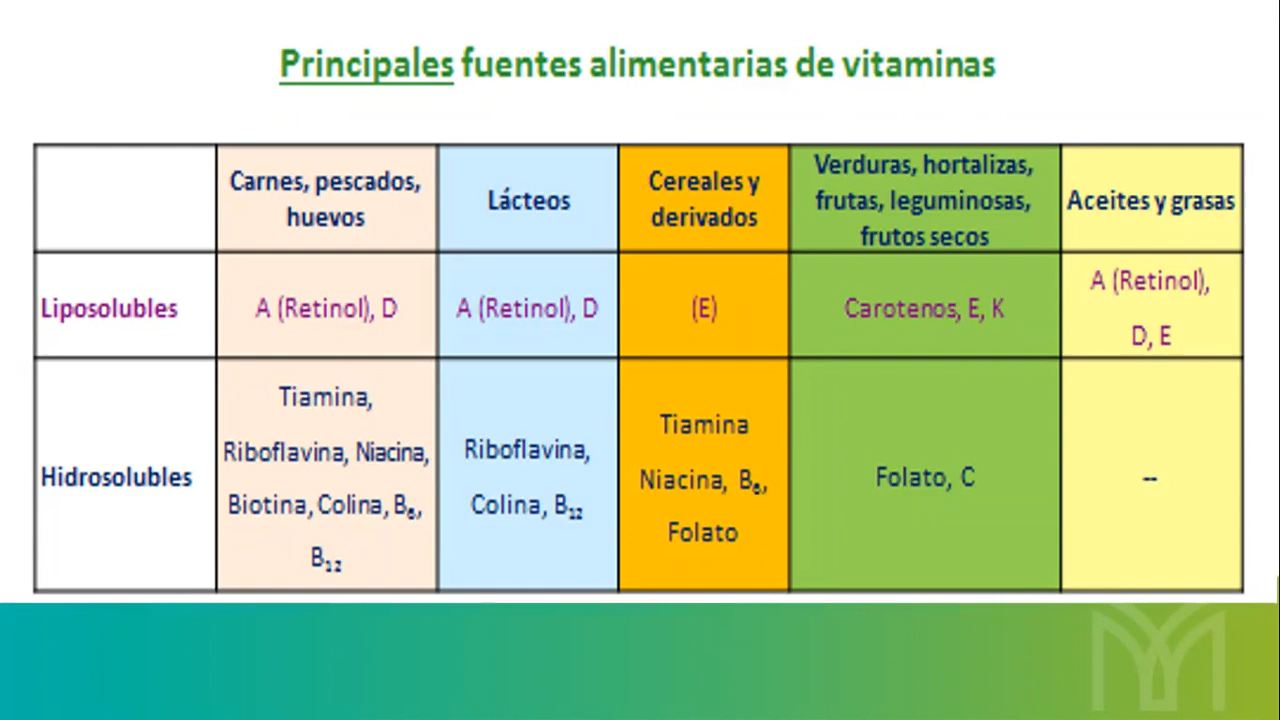 Principales fuentes alimentarias de vitaminas
Carnes, pescados,
huevos
Lácteos
Cereales y
derivados
Verduras, hortalizas,
frutas, leguminosas,
frutos secos
Aceites y grasas
Liposolubles
A (Retinol), D
A (Retinol), D
(E)
Carotenos, E, K
A (Retinol),
D, E
Hidrosolubles
Tiamina,
Riboflavina, Niacina,
Biotina, Colina, B₆,
B₁₂
Riboflavina,
Colina, B₁₂
Tiamina
Niacina, B₆,
Folato
Folato, C
--